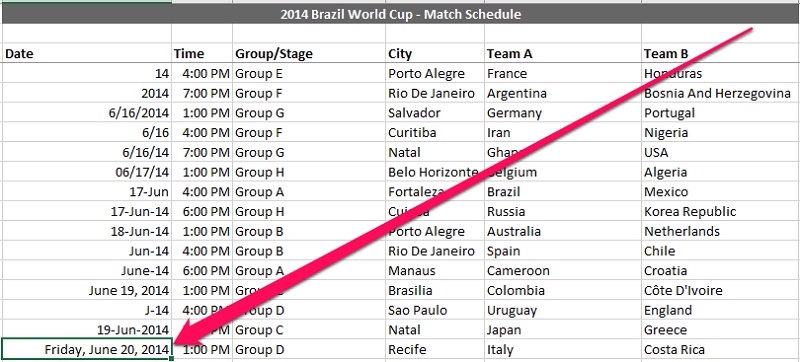 2014 Brazil World Cup - Match Schedule
Date Time Group/Stage City Team A Team B
14 4:00 PM Group E Porto Alegre France Honduras
2014 7:00 PM Group F Rio De Janeiro Argentina Bosnia And Herzegovina
6/16/2014 1:00 PM Group G Salvador Germany Portugal
6/16 4:00 PM Group F Curitiba Iran Nigeria
6/16/14 7:00 PM Group G Natal Ghana USA
06/17/14 1:00 PM Group H Belo Horizonte Belgium Algeria
17-Jun 4:00 PM Group A Fortaleza Brazil Mexico
17-Jun-14 6:00 PM Group H Russia Korea Republic
18-Jun-14 1:00 PM Group B Porto Alegre Australia Netherlands
Jun-14 4:00 PM Group B Rio De Janeiro Spain Chile
June-14 6:00 PM Group A Manaus Cameroon Croatia
June 19, 2014 1:00 PM Group Brasilia Colombia Côte D'Ivoire
J-14 4:00 PM Group D Sao Paulo Uruguay England
19-Jun-2014 PM Group C Natal Japan Greece
Friday, June 20, 2014 1:00 PM Group D Recife Italy Costa Rica